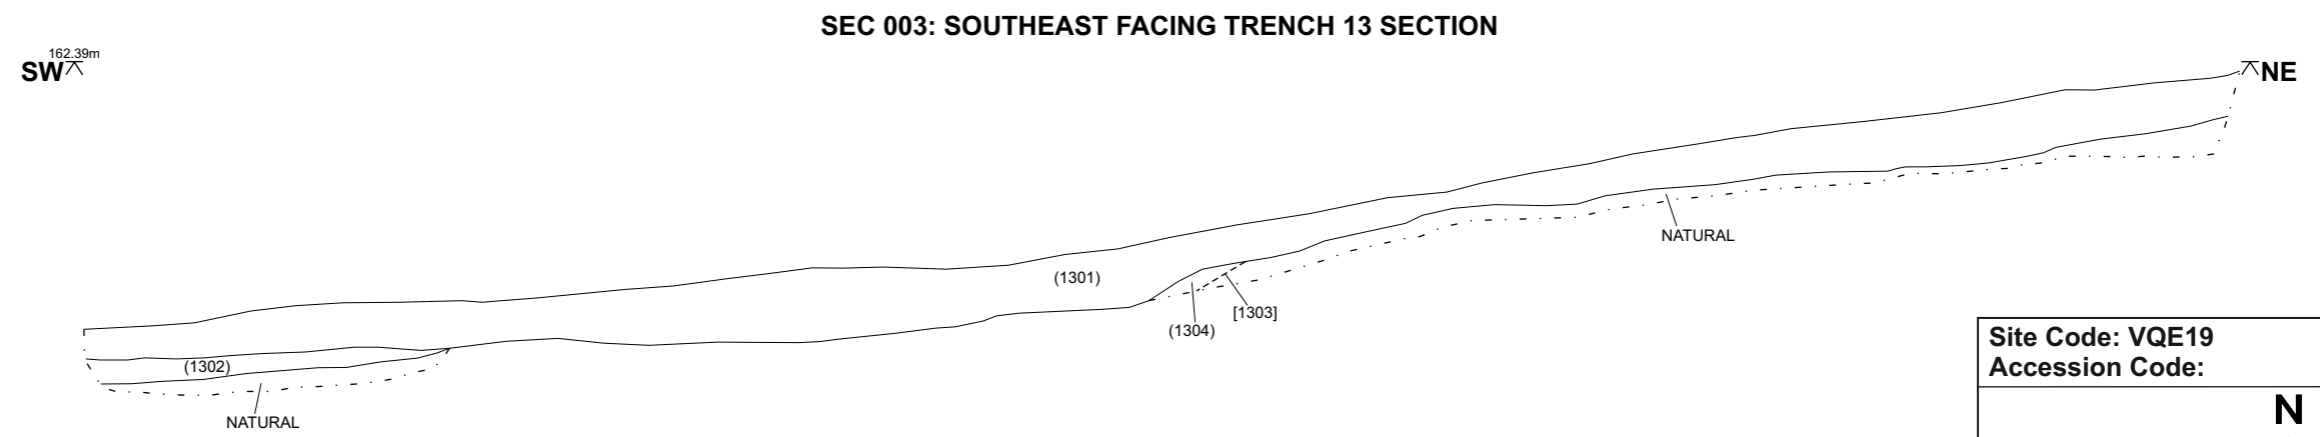 SEC 003: SOUTHEAST FACING TRENCH 13 SECTION
162.39m
SW
NE
NATURAL
(1301)
[1303]
(1304)
(1302)
NATURAL
Site Code: VQE19
Accession Code:
N